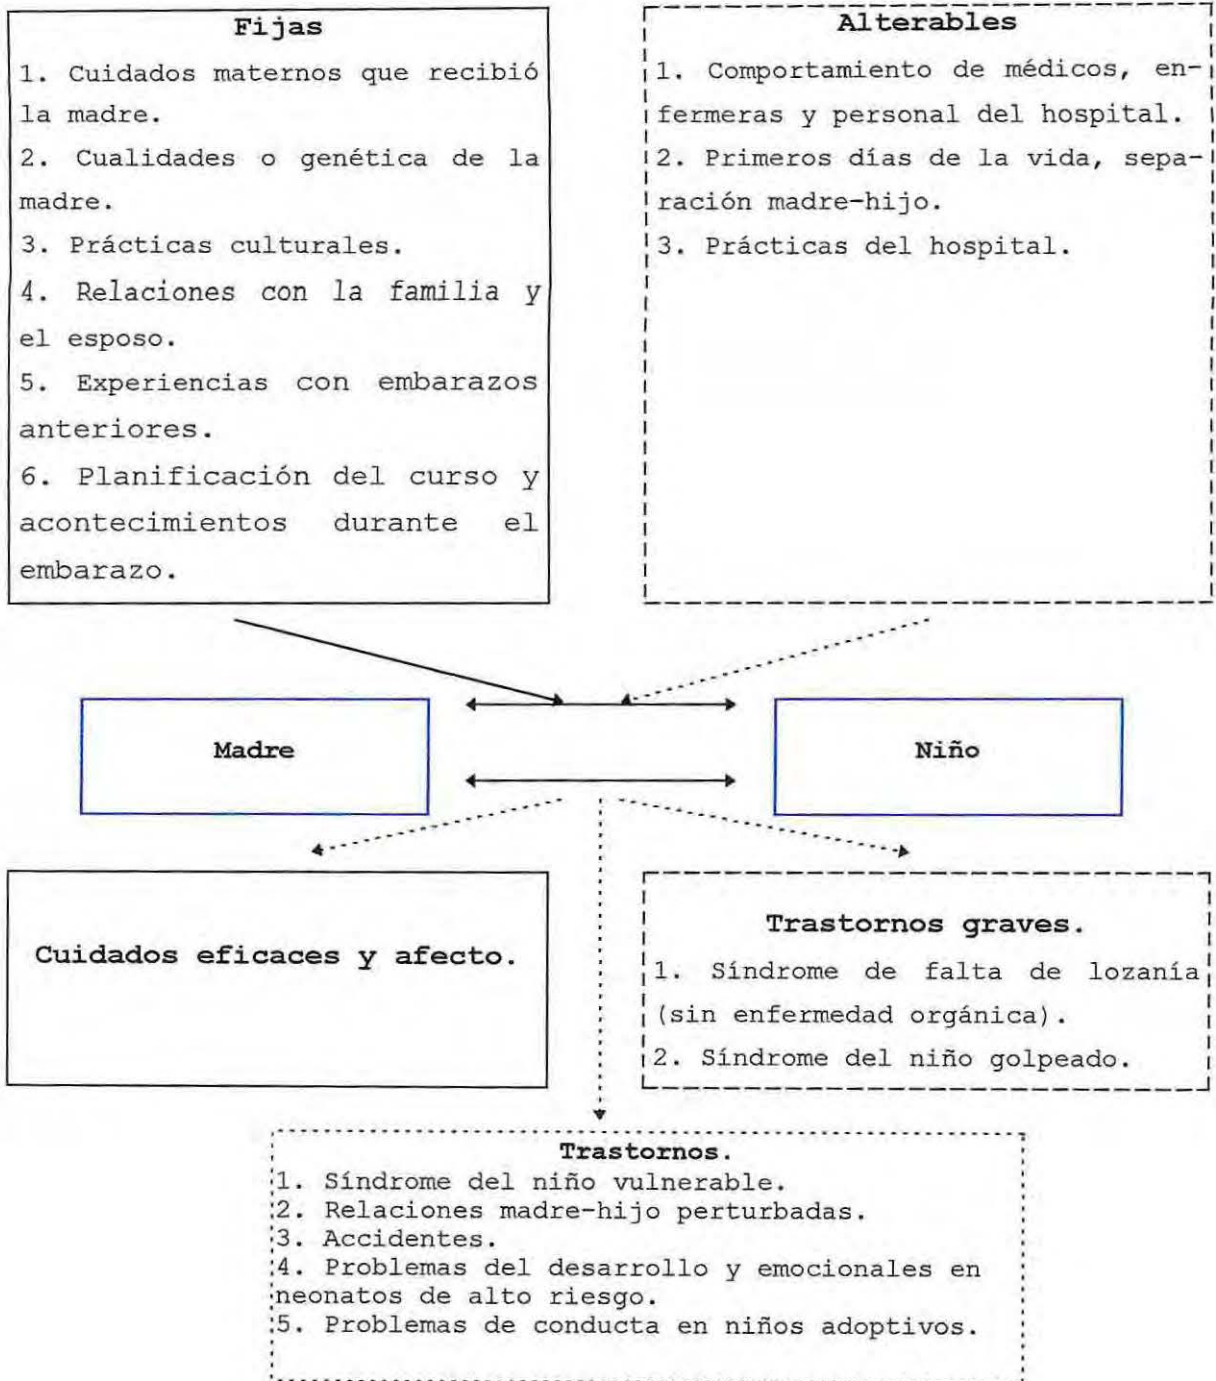 Fijas
1. Cuidados maternos que recibió
la madre.
2. Cualidades o genética de la
madre.
3. Prácticas culturales.
4. Relaciones con la familia y
el esposo.
5. Experiencias con embarazos
anteriores.
6. Planificación del curso y
acontecimientos durante el
embarazo.
Alterables
1. Comportamiento de médicos, en-
fermeras y personal del hospital.
2. Primeros días de la vida, sepa-
ración madre-hijo.
3. Prácticas del hospital.
Madre
Niño
Cuidados eficaces y afecto.
Trastornos graves.
1. Síndrome de falta de lozanía
(sin enfermedad orgánica).
2. Síndrome del niño golpeado.
Trastornos.
1. Síndrome del niño vulnerable.
2. Relaciones madre-hijo perturbadas.
3. Accidentes.
4. Problemas del desarrollo y emocionales en
neonatos de alto riesgo.
5. Problemas de conducta en niños adoptivos.